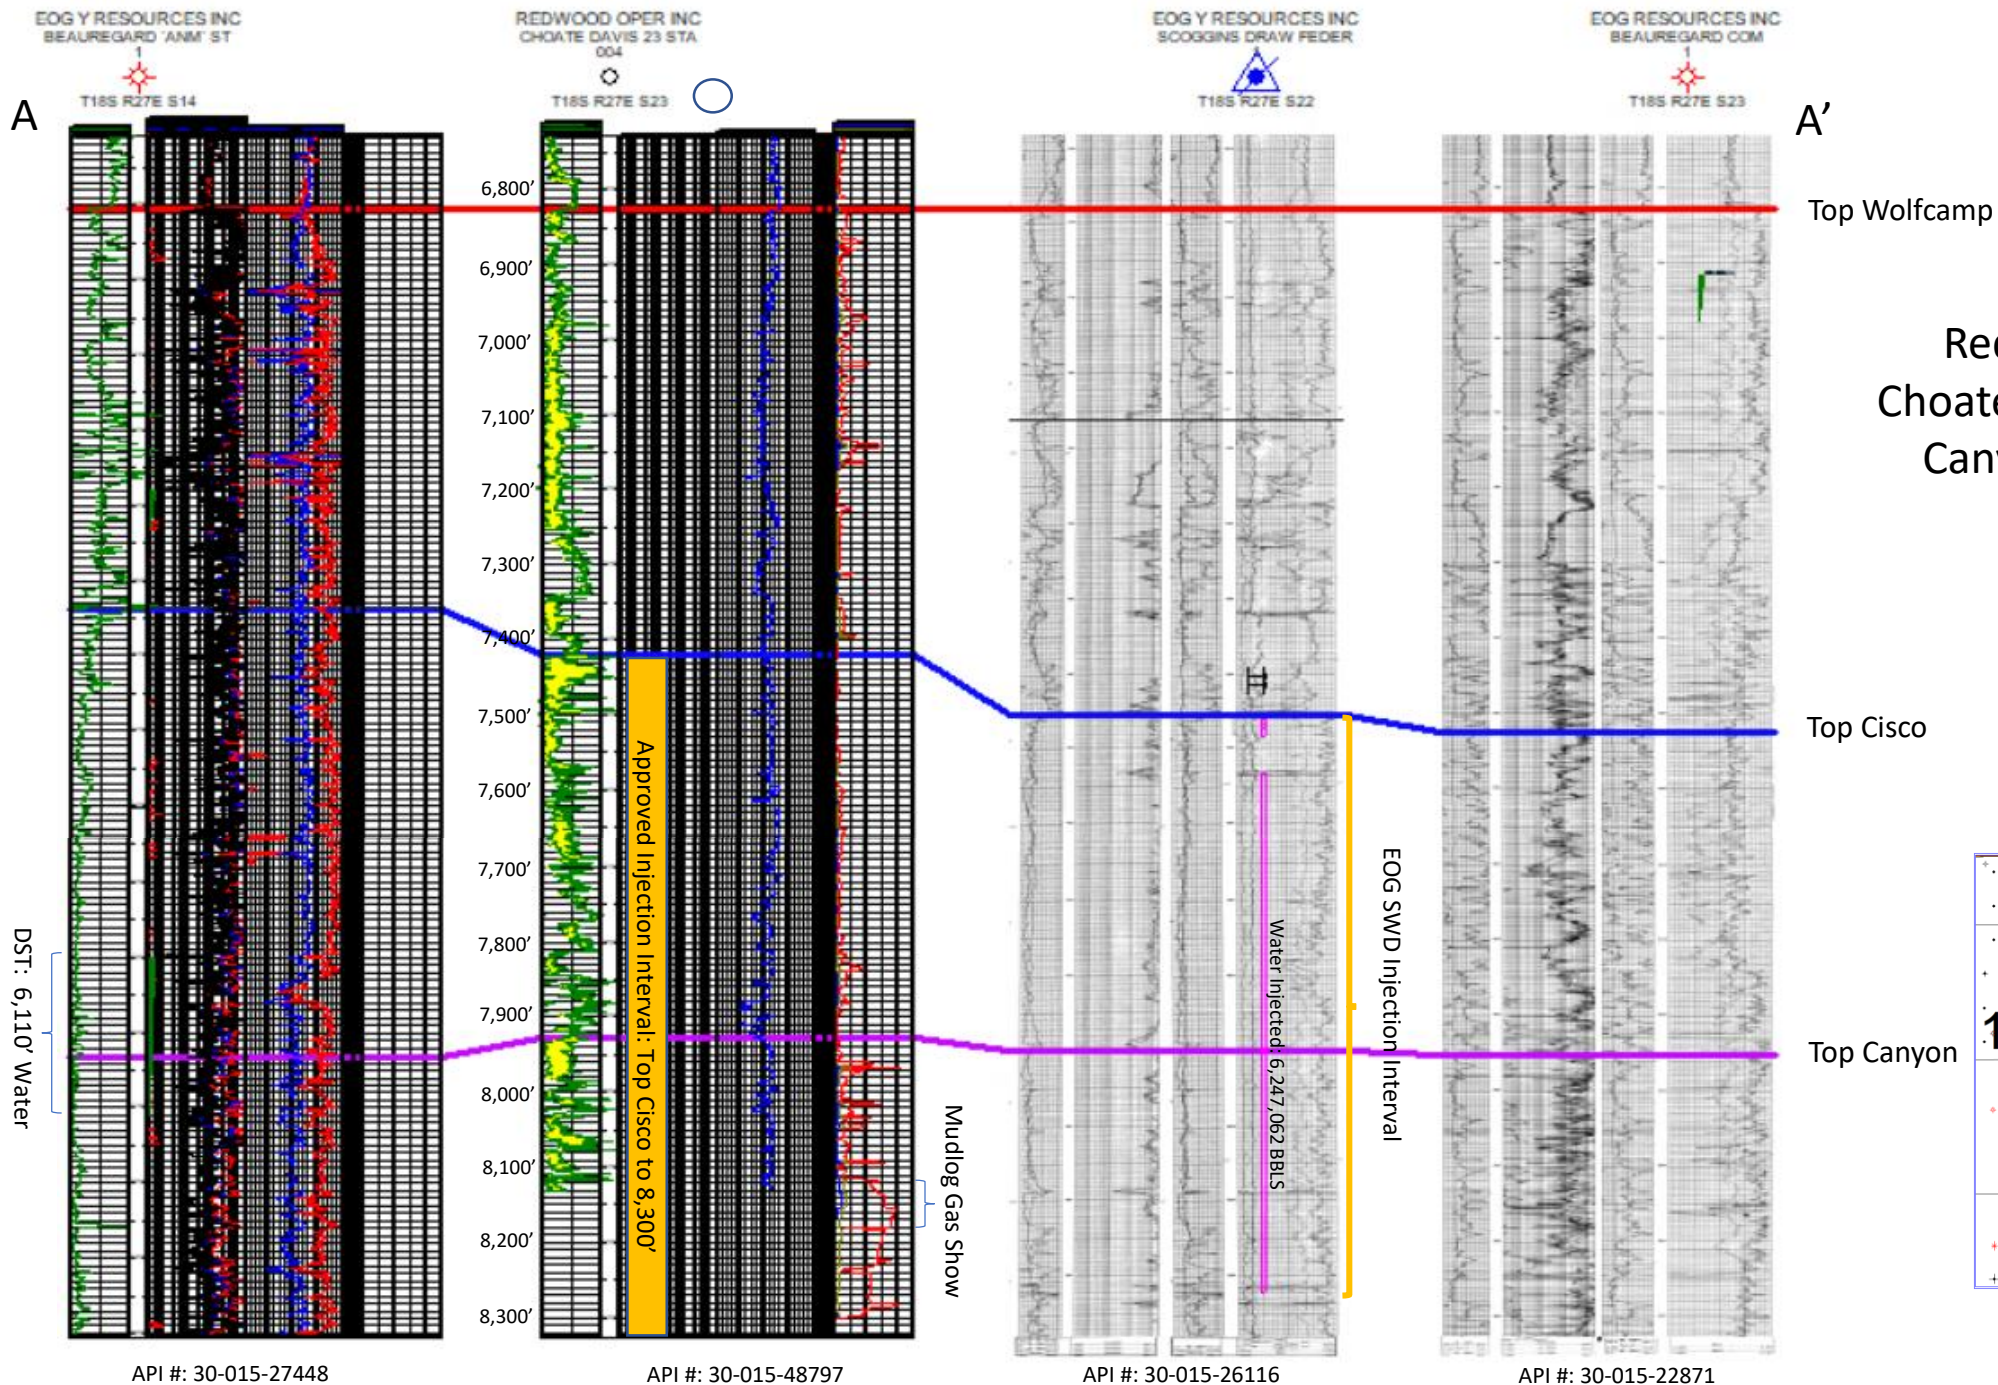 EOG Y RESOURCES INC
BEAUREGARD 'ANM' ST
1
T18S R27E S14
REDWOOD OPER INC
CHOATE DAVIS 23 STA
004
T18S R27E S23
EOG Y RESOURCES INC
SCOGGINS DRAW FEDER
T18S R27E S22
EOG RESOURCES INC
BEAUREGARD COM
1
T18S R27E S23
A
A'
6,800'
6,900'
7,000'
7,100'
7,200'
7,300'
7,400'
7,500'
7,600'
7,700'
7,800'
7,900'
8,000'
8,100'
8,200'
8,300'
Top Wolfcamp
Choate
Top Cisco
Top Canyon
1
DST: 6,110' Water
Approved Injection Interval: Top Cisco to 8,300'
Mudlog Gas Show
Water Injected: 6,247,062 BBLS
EOG SWD Injection Interval
API #: 30-015-27448
API #: 30-015-48797
API #: 30-015-26116
API #: 30-015-22871